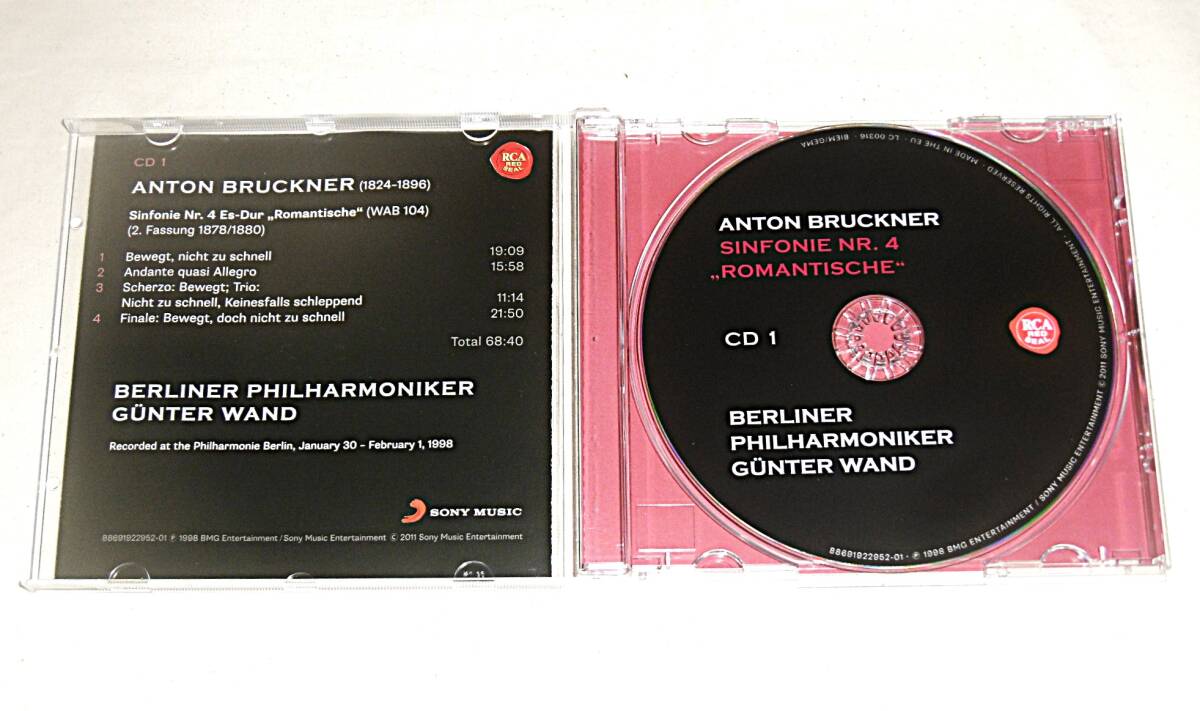 CD 1
RCA
RED
SEAL
ANTON BRUCKNER (1824-1896)
Sinfonie Nr. 4 Es-Dur „Romantische“ (WAB 104)
(2. Fassung 1878/1880)
1 Bewegt, nicht zu schnell 19:09
2 Andante quasi Allegro 15:58
3 Scherzo: Bewegt; Trio:
Nicht zu schnell, Keinesfalls schleppend 11:14
4 Finale: Bewegt, doch nicht zu schnell 21:50
Total 68:40
BERLINER PHILHARMONIKER
GÜNTER WAND
Recorded at the Philharmonie Berlin, January 30 – February 1, 1998
SONY MUSIC
88691922952-01 ℗ 1998 BMG Entertainment / Sony Music Entertainment © 2011 Sony Music Entertainment
ANTON BRUCKNER
SINFONIE NR. 4
„ROMANTISCHE“
CD 1
RCA
RED
SEAL
BERLINER
PHILHARMONIKER
GÜNTER WAND
88691922952-01 · ℗ 1998 BMG ENTERTAINMENT / SONY MUSIC ENTERTAINMENT © 2011 SONY MUSIC ENTERTAINMENT · ALL RIGHTS RESERVED · MADE IN THE EU · LC 00316 · BIEM/GEMA